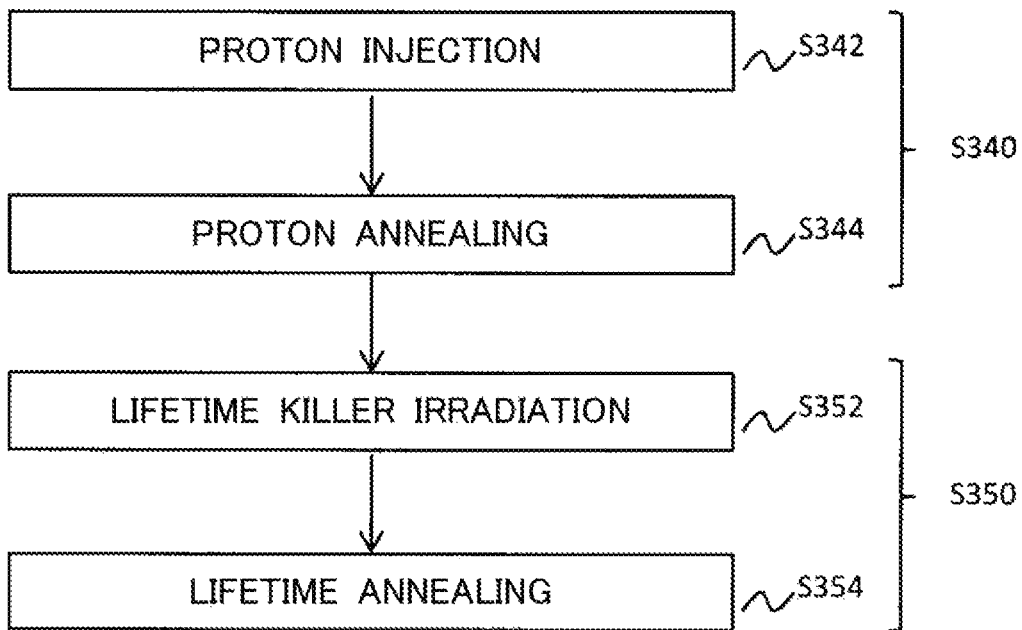 PROTON INJECTION
S342
S340
PROTON ANNEALING
S344
LIFETIME KILLER IRRADIATION
S352
S350
LIFETIME ANNEALING
S354